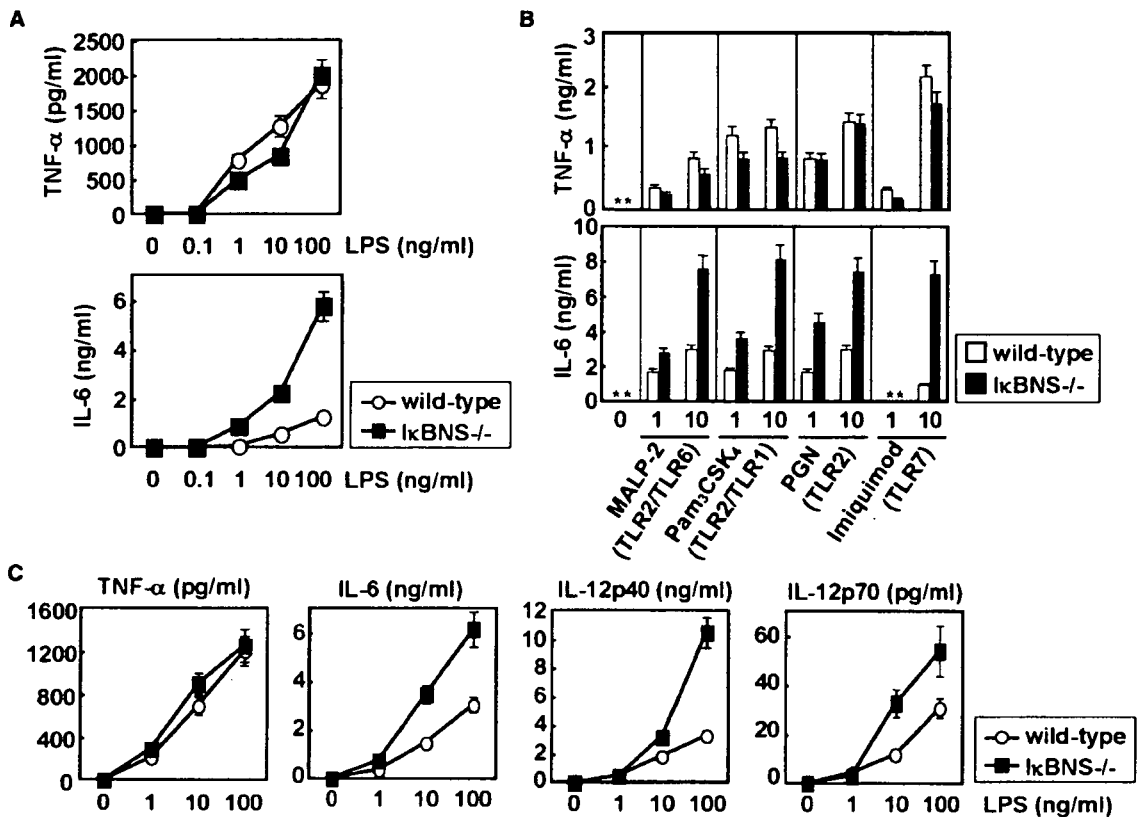 A
TNF-α (pg/ml)
2500
2000
1500
1000
500
0
0 0.1 1 10 100 LPS (ng/ml)
IL-6 (ng/ml)
6
4
2
0
0 0.1 1 10 100 LPS (ng/ml)
wild-type
IκBNS-/-
B
TNF-α (ng/ml)
3
2
1
0
**
IL-6 (ng/ml)
10
8
6
4
2
0
** **
0 1 10 1 10 1 10 1 10
MALP-2
(TLR2/TLR6)
Pam₃CSK₄
(TLR2/TLR1)
PGN
(TLR2)
Imiquimod
(TLR7)
wild-type
IκBNS-/-
C
TNF-α (pg/ml)
1600
1200
800
400
0
0 1 10 100
IL-6 (ng/ml)
6
4
2
0
0 1 10 100
IL-12p40 (ng/ml)
12
10
8
6
4
2
0
0 1 10 100
IL-12p70 (pg/ml)
60
40
20
0
0 1 10 100 LPS (ng/ml)
wild-type
IκBNS-/-